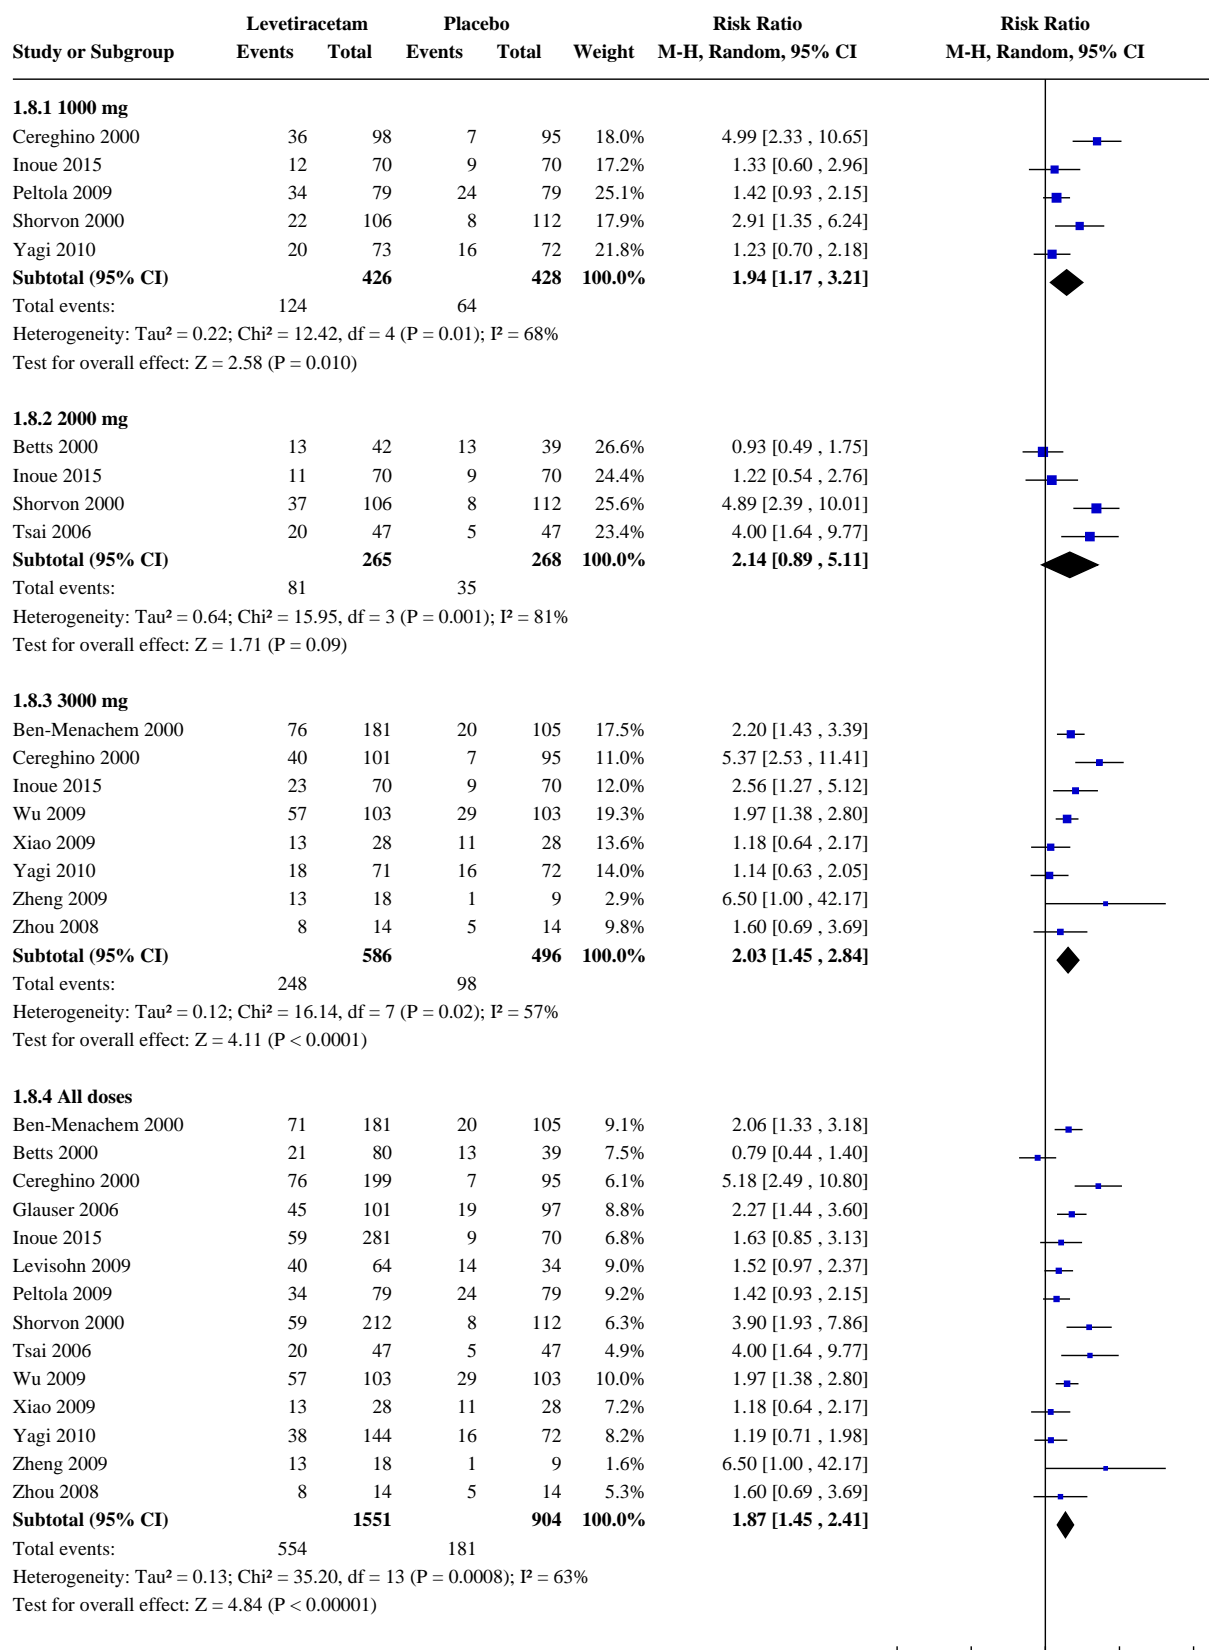 Levetiracetam Placebo Risk Ratio Risk Ratio
Study or Subgroup Events Total Events Total Weight M-H, Random, 95% CI M-H, Random, 95% CI
1.8.1 1000 mg
Cereghino 2000 36 98 7 95 18.0% 4.99 [2.33 , 10.65]
Inoue 2015 12 70 9 70 17.2% 1.33 [0.60 , 2.96]
Peltola 2009 34 79 24 79 25.1% 1.42 [0.93 , 2.15]
Shorvon 2000 22 106 8 112 17.9% 2.91 [1.35 , 6.24]
Yagi 2010 20 73 16 72 21.8% 1.23 [0.70 , 2.18]
Subtotal (95% CI) 426 428 100.0% 1.94 [1.17 , 3.21]
Total events: 124 64
Heterogeneity: Tau² = 0.22; Chi² = 12.42, df = 4 (P = 0.01); I² = 68%
Test for overall effect: Z = 2.58 (P = 0.010)
1.8.2 2000 mg
Betts 2000 13 42 13 39 26.6% 0.93 [0.49 , 1.75]
Inoue 2015 11 70 9 70 24.4% 1.22 [0.54 , 2.76]
Shorvon 2000 37 106 8 112 25.6% 4.89 [2.39 , 10.01]
Tsai 2006 20 47 5 47 23.4% 4.00 [1.64 , 9.77]
Subtotal (95% CI) 265 268 100.0% 2.14 [0.89 , 5.11]
Total events: 81 35
Heterogeneity: Tau² = 0.64; Chi² = 15.95, df = 3 (P = 0.001); I² = 81%
Test for overall effect: Z = 1.71 (P = 0.09)
1.8.3 3000 mg
Ben-Menachem 2000 76 181 20 105 17.5% 2.20 [1.43 , 3.39]
Cereghino 2000 40 101 7 95 11.0% 5.37 [2.53 , 11.41]
Inoue 2015 23 70 9 70 12.0% 2.56 [1.27 , 5.12]
Wu 2009 57 103 29 103 19.3% 1.97 [1.38 , 2.80]
Xiao 2009 13 28 11 28 13.6% 1.18 [0.64 , 2.17]
Yagi 2010 18 71 16 72 14.0% 1.14 [0.63 , 2.05]
Zheng 2009 13 18 1 9 2.9% 6.50 [1.00 , 42.17]
Zhou 2008 8 14 5 14 9.8% 1.60 [0.69 , 3.69]
Subtotal (95% CI) 586 496 100.0% 2.03 [1.45 , 2.84]
Total events: 248 98
Heterogeneity: Tau² = 0.12; Chi² = 16.14, df = 7 (P = 0.02); I² = 57%
Test for overall effect: Z = 4.11 (P < 0.0001)
1.8.4 All doses
Ben-Menachem 2000 71 181 20 105 9.1% 2.06 [1.33 , 3.18]
Betts 2000 21 80 13 39 7.5% 0.79 [0.44 , 1.40]
Cereghino 2000 76 199 7 95 6.1% 5.18 [2.49 , 10.80]
Glauser 2006 45 101 19 97 8.8% 2.27 [1.44 , 3.60]
Inoue 2015 59 281 9 70 6.8% 1.63 [0.85 , 3.13]
Levisohn 2009 40 64 14 34 9.0% 1.52 [0.97 , 2.37]
Peltola 2009 34 79 24 79 9.2% 1.42 [0.93 , 2.15]
Shorvon 2000 59 212 8 112 6.3% 3.90 [1.93 , 7.86]
Tsai 2006 20 47 5 47 4.9% 4.00 [1.64 , 9.77]
Wu 2009 57 103 29 103 10.0% 1.97 [1.38 , 2.80]
Xiao 2009 13 28 11 28 7.2% 1.18 [0.64 , 2.17]
Yagi 2010 38 144 16 72 8.2% 1.19 [0.71 , 1.98]
Zheng 2009 13 18 1 9 1.6% 6.50 [1.00 , 42.17]
Zhou 2008 8 14 5 14 5.3% 1.60 [0.69 , 3.69]
Subtotal (95% CI) 1551 904 100.0% 1.87 [1.45 , 2.41]
Total events: 554 181
Heterogeneity: Tau² = 0.13; Chi² = 35.20, df = 13 (P = 0.0008); I² = 63%
Test for overall effect: Z = 4.84 (P < 0.00001)